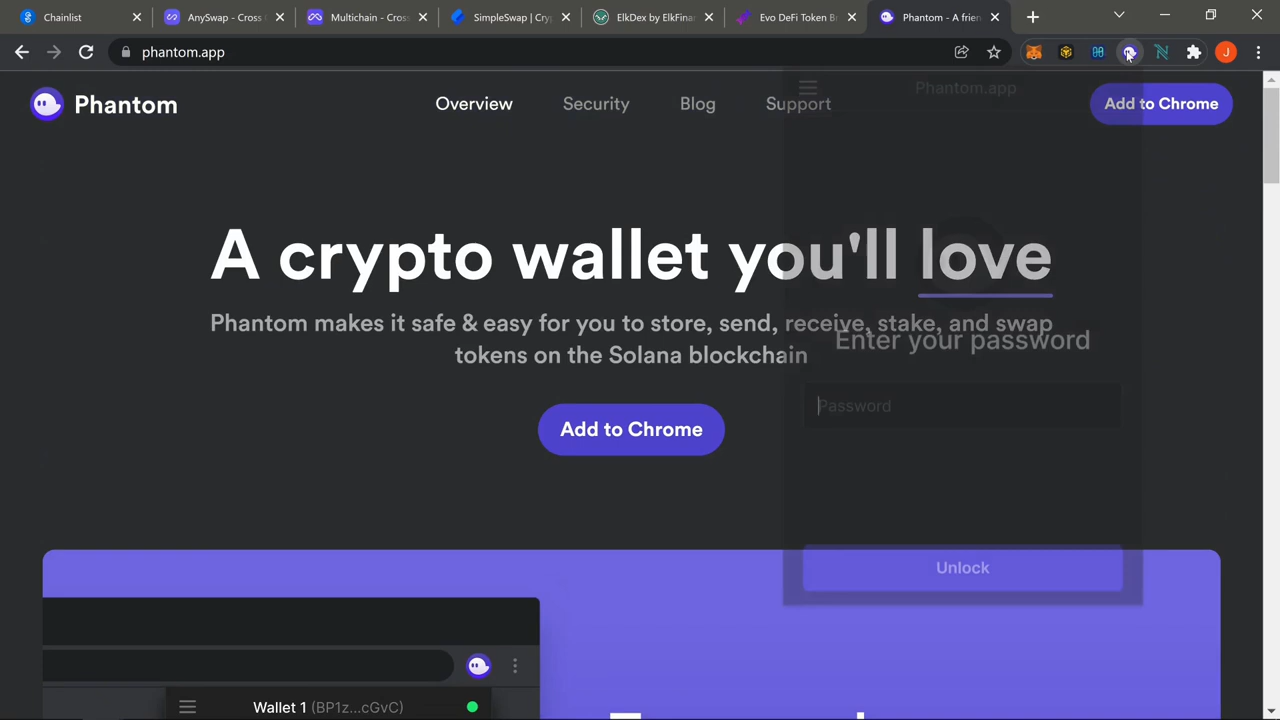 Chainlist
AnySwap - Cross
Multichain - Cros
SimpleSwap | Cry
ElkDex by ElkFina
Evo DeFi Token B
Phantom - A frien
phantom.app
J
Phantom
Overview
Security
Blog
Support
Phantom.app
Add to Chrome
A crypto wallet you'll love
Phantom makes it safe & easy for you to store, send, receive, stake, and swap
tokens on the Solana blockchain
Enter your password
Password
Add to Chrome
Unlock
Wallet 1 (BP1z...cGvC)